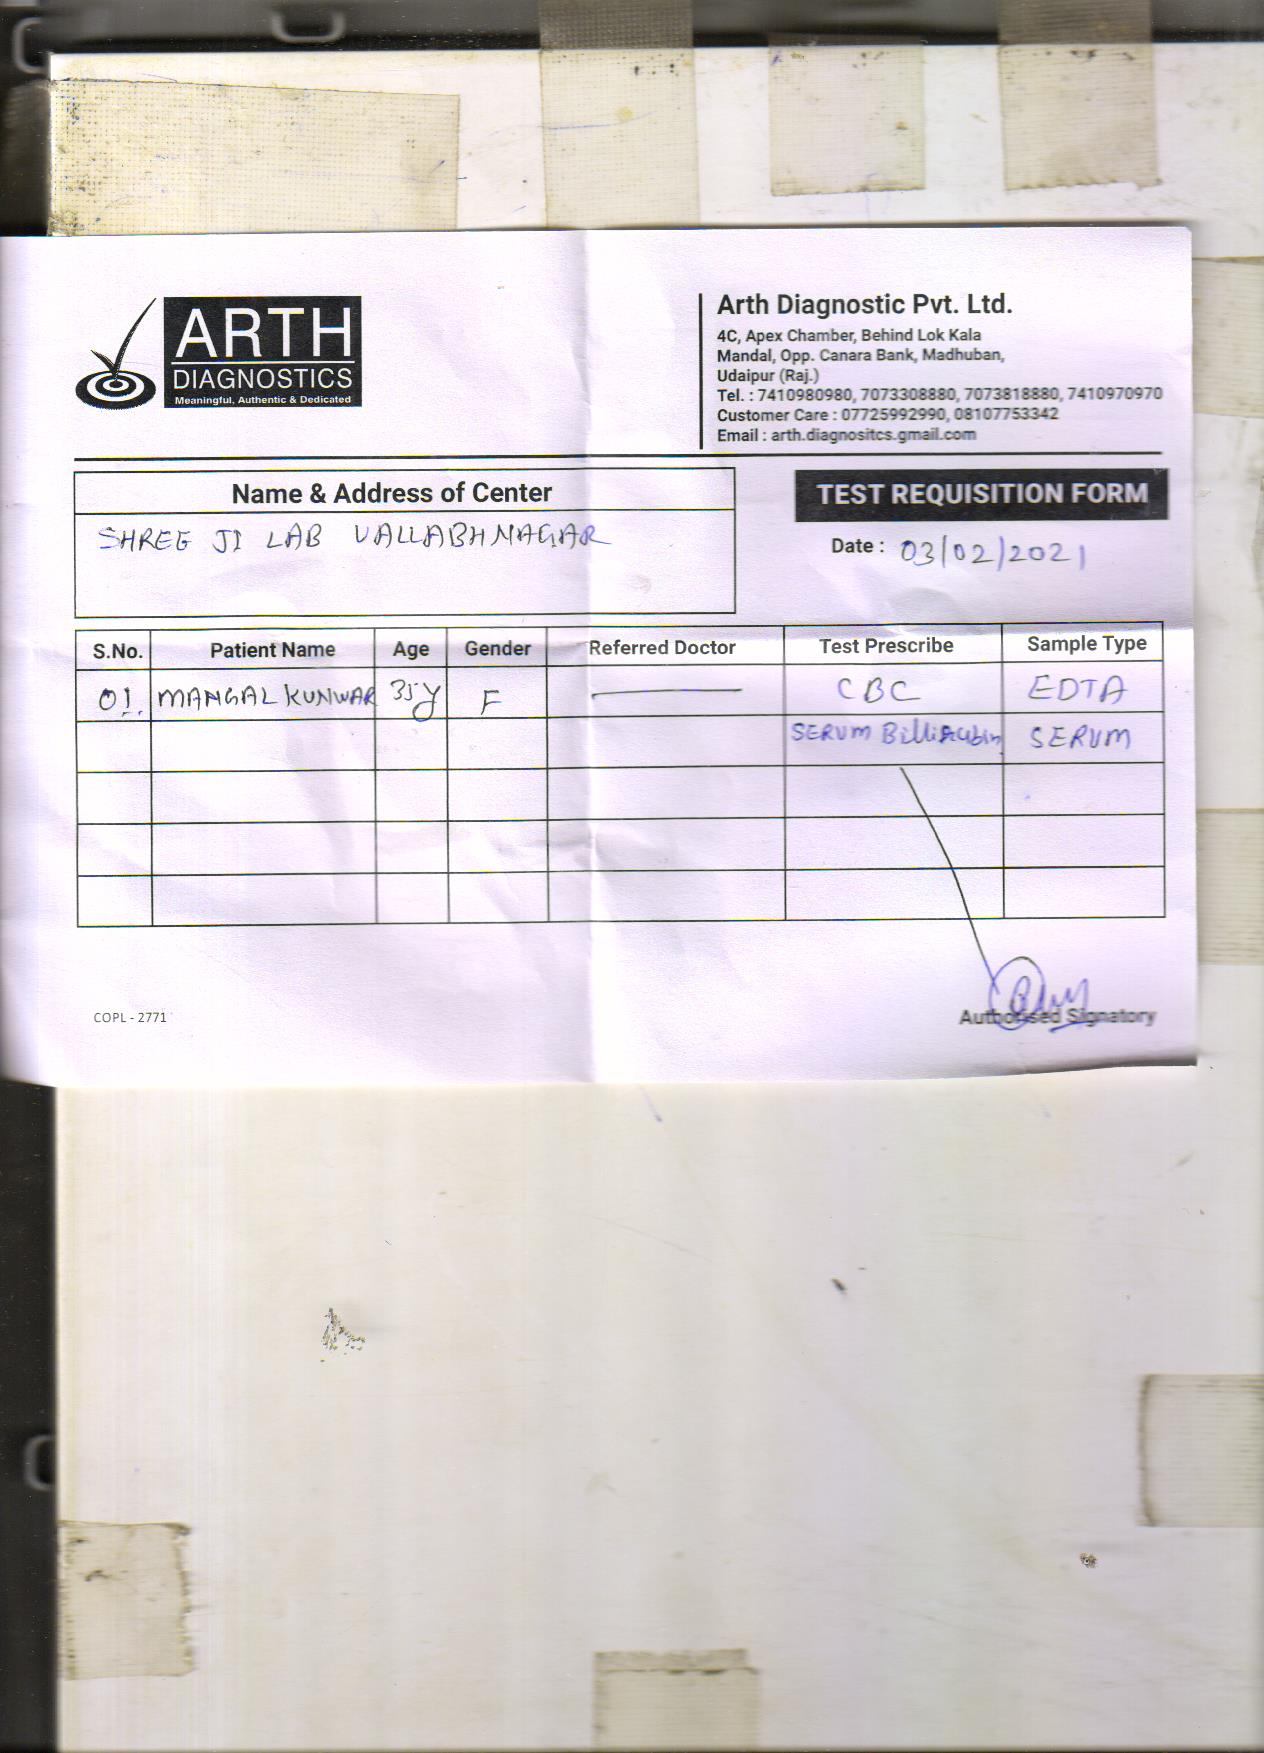 ARTH
DIAGNOSTICS
Meaningful, Authentic & Dedicated
Arth Diagnostic Pvt. Ltd.
4C, Apex Chamber, Behind Lok Kala
Mandal, Opp. Canara Bank, Madhuban,
Udaipur (Raj.)
Tel. : 7410980980, 7073308880, 7073818880, 7410970970
Customer Care : 07725992990, 08107753342
Email : arth.diagnositcs.gmail.com
Name & Address of Center
SHREE JI LAB VALLABHNAGAR
TEST REQUISITION FORM
Date : 03/02/2021
S.No. Patient Name Age Gender Referred Doctor Test Prescribe Sample Type
01. MANGAL KUNWAR 35y F — CBC EDTA
SERUM Billirubin SERUM
COPL - 2771
Authorised Signatory